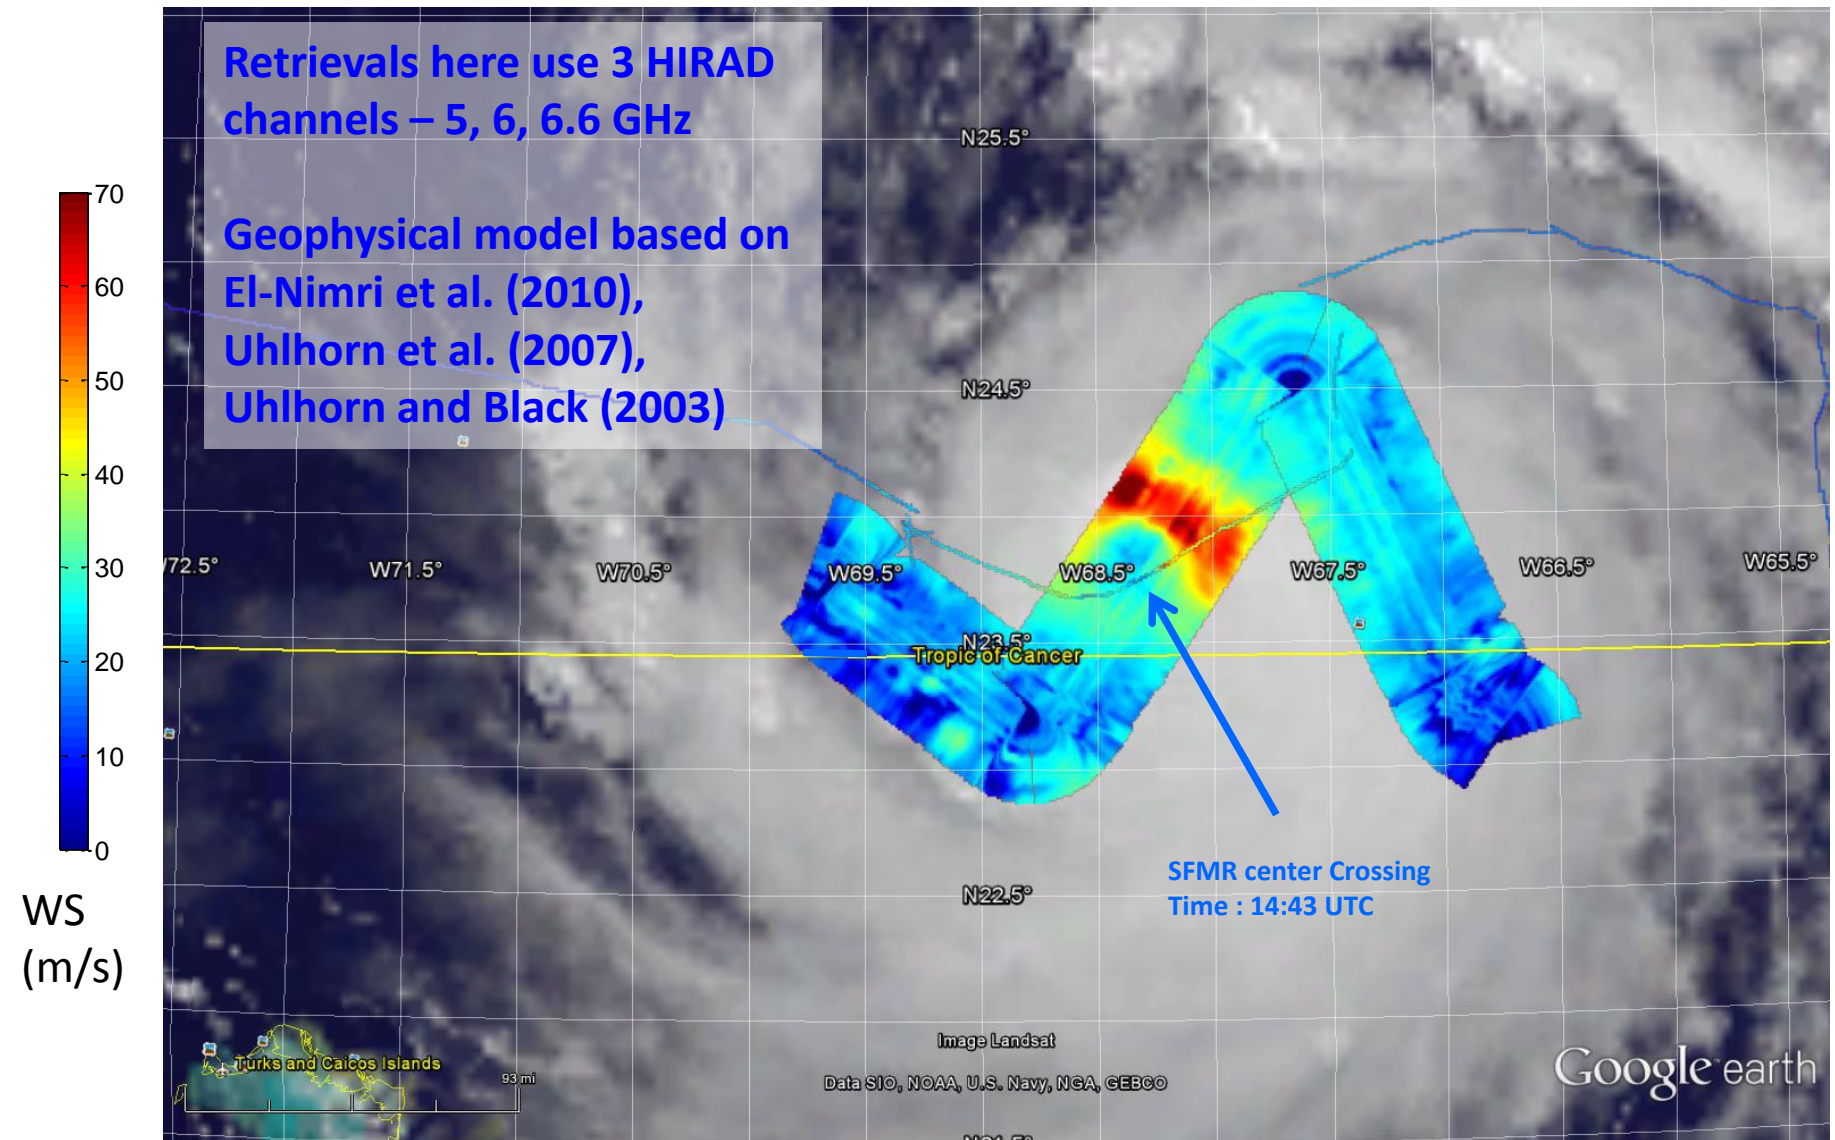 Retrievals here use 3 HIRAD
channels – 5, 6, 6.6 GHz
Geophysical model based on
El-Nimri et al. (2010),
Uhlhorn et al. (2007),
Uhlhorn and Black (2003)
70
60
50
40
30
20
10
0
WS
(m/s)
N25.5°
N24.5°
/72.5°
W71.5°
W70.5°
W69.5°
W68.5°
W67.5°
W66.5°
W65.5°
N23.5°
Tropic of Cancer
SFMR center Crossing
Time : 14:43 UTC
N22.5°
Turks and Caicos Islands
93 mi
Image Landsat
Data SIO, NOAA, U.S. Navy, NGA, GEBCO
Google earth